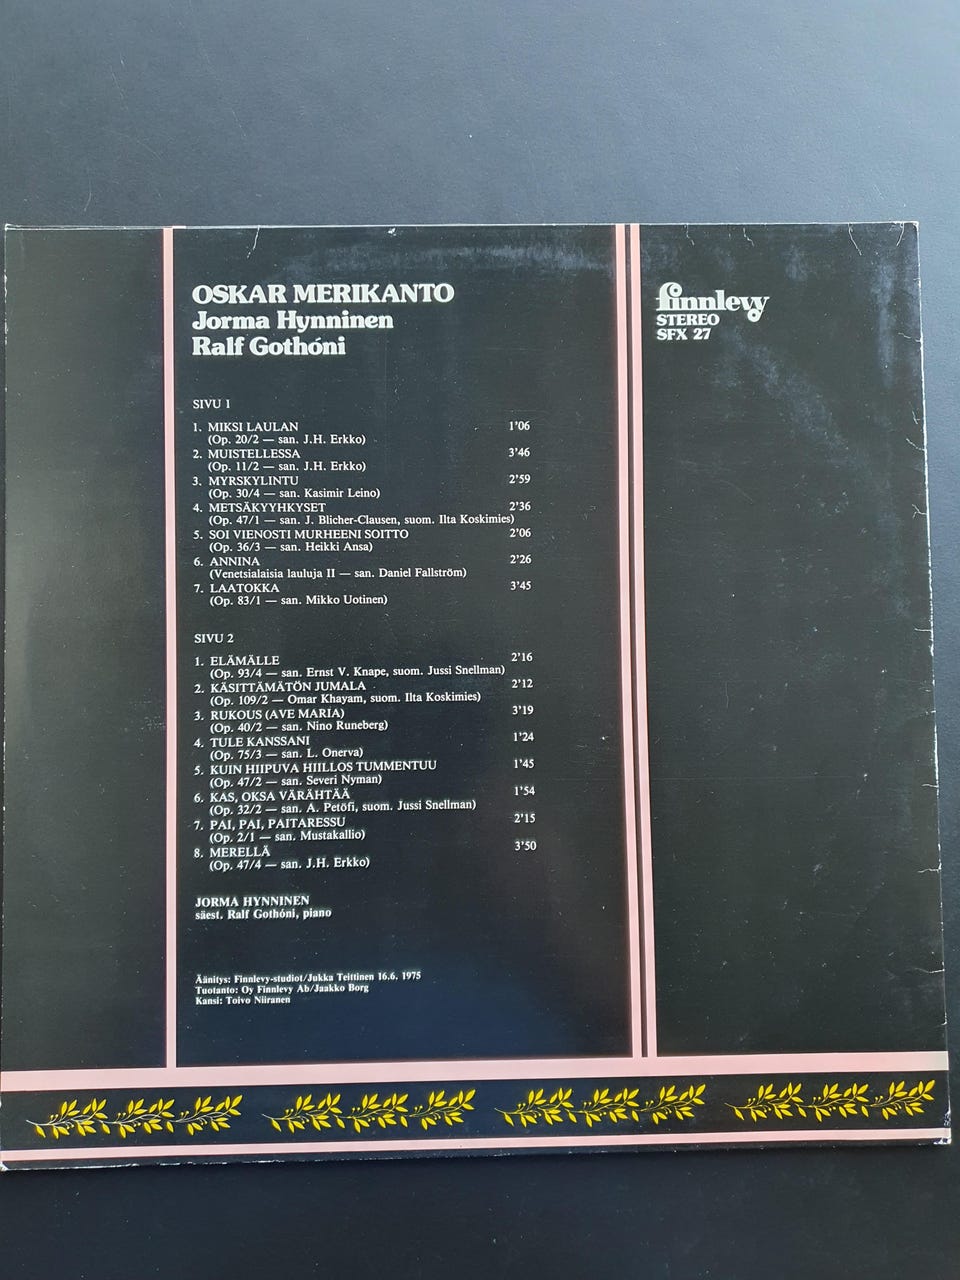 OSKAR MERIKANTO
Jorma Hynninen
Ralf Gothóni
finnlevy
STEREO
SFX 27
SIVU 1
1. MIKSI LAULAN 1'06
(Op. 20/2 — san. J.H. Erkko)
2. MUISTELLESSA 3'46
(Op. 11/2 — san. J.H. Erkko)
3. MYRSKYLINTU 2'59
(Op. 30/4 — san. Kasimir Leino)
4. METSÄKYYHKYSET 2'36
(Op. 47/1 — san. J. Blicher-Clausen, suom. Ilta Koskimies)
5. SOI VIENOSTI MURHEENI SOITTO 2'06
(Op. 36/3 — san. Heikki Ansa)
6. ANNINA 2'26
(Venetsialaisia lauluja II — san. Daniel Fallström)
7. LAATOKKA 3'45
(Op. 83/1 — san. Mikko Uotinen)
SIVU 2
1. ELÄMÄLLE 2'16
(Op. 93/4 — san. Ernst V. Knape, suom. Jussi Snellman)
2. KÄSITTÄMÄTÖN JUMALA 2'12
(Op. 109/2 — Omar Khayam, suom. Ilta Koskimies)
3. RUKOUS (AVE MARIA) 3'19
(Op. 40/2 — san. Nino Runeberg)
4. TULE KANSSANI 1'24
(Op. 75/3 — san. L. Onerva)
5. KUIN HIIPUVA HIILLOS TUMMENTUU 1'45
(Op. 47/2 — san. Severi Nyman)
6. KAS, OKSA VÄRÄHTÄÄ 1'54
(Op. 32/2 — san. A. Petöfi, suom. Jussi Snellman)
7. PAI, PAI, PAITARESSU 2'15
(Op. 2/1 — san. Mustakallio)
8. MERELLÄ 3'50
(Op. 47/4 — san. J.H. Erkko)
JORMA HYNNINEN
säest. Ralf Gothóni, piano
Äänitys: Finnlevy-studiot/Jukka Teittinen 16.6. 1975
Tuotanto: Oy Finnlevy Ab/Jaakko Borg
Kansi: Toivo Niiranen